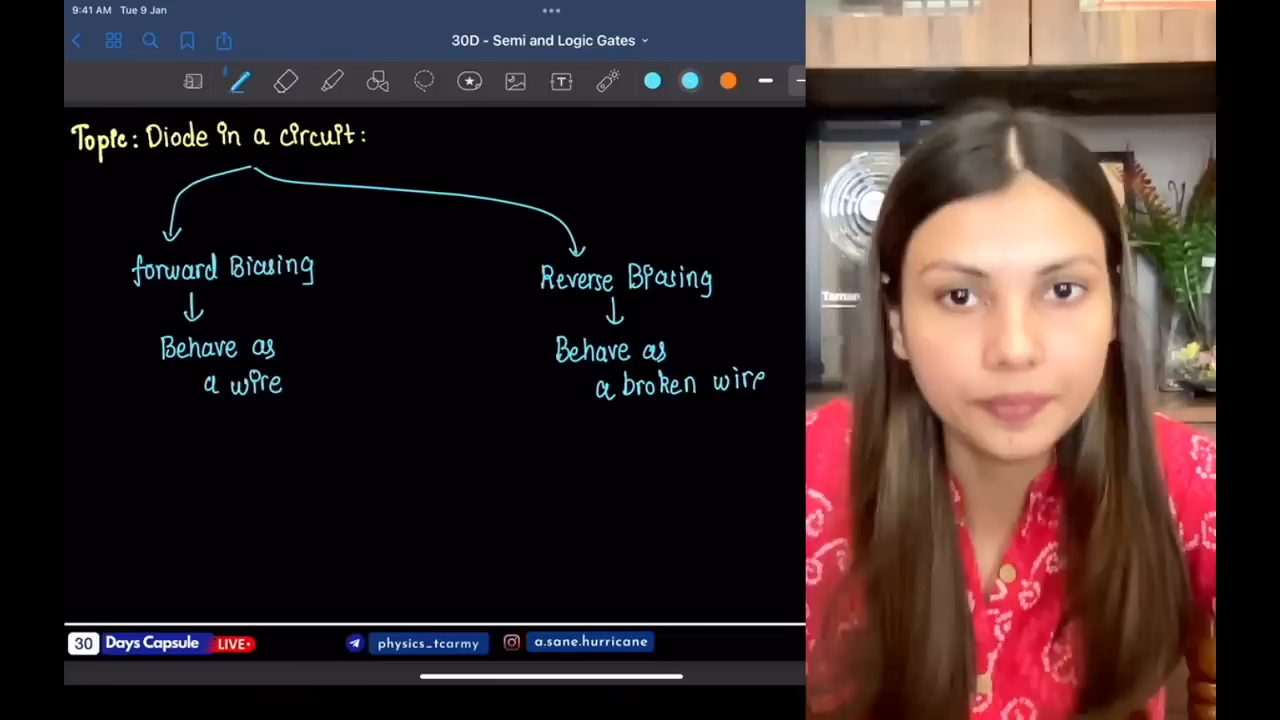 9:41 AM Tue 9 Jan
30D - Semi and Logic Gates
T
Topic: Diode in a circuit:
forward Biasing
Reverse Biasing
Behave as
a wire
Behave as
a broken wire
30 Days Capsule LIVE
physics_tcarmy
a.sane.hurricane